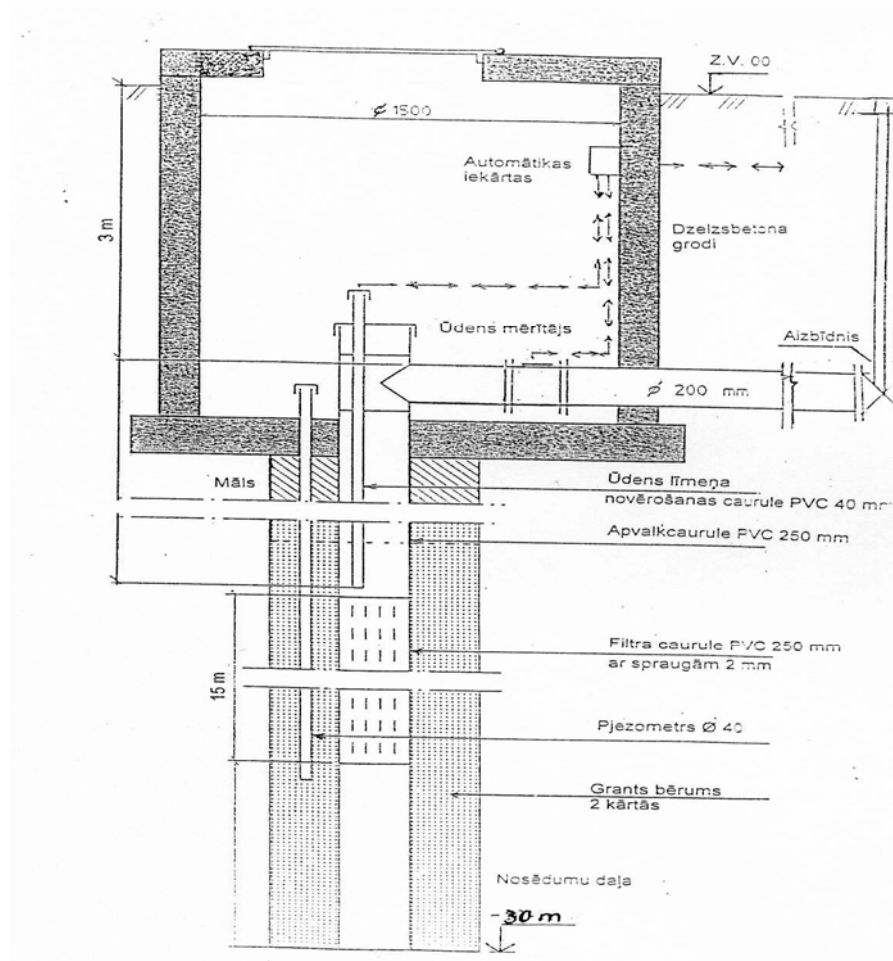 Z.V. 00
ø 1500
Automātikas
iekārtas
3 m
Dzelzsbetona
grodi
Ūdens mērītājs
Aizbīdnis
ø 200 mm
Māls
Ūdens līmeņa
novērošanas caurule PVC 40 mm
Apvalkcaurule PVC 250 mm
Filtra caurule PVC 250 mm
ar spraugām 2 mm
15 m
Pjezometrs Ø 40
Grants bērums
2 kārtās
Nosēdumu daļa
-30 m